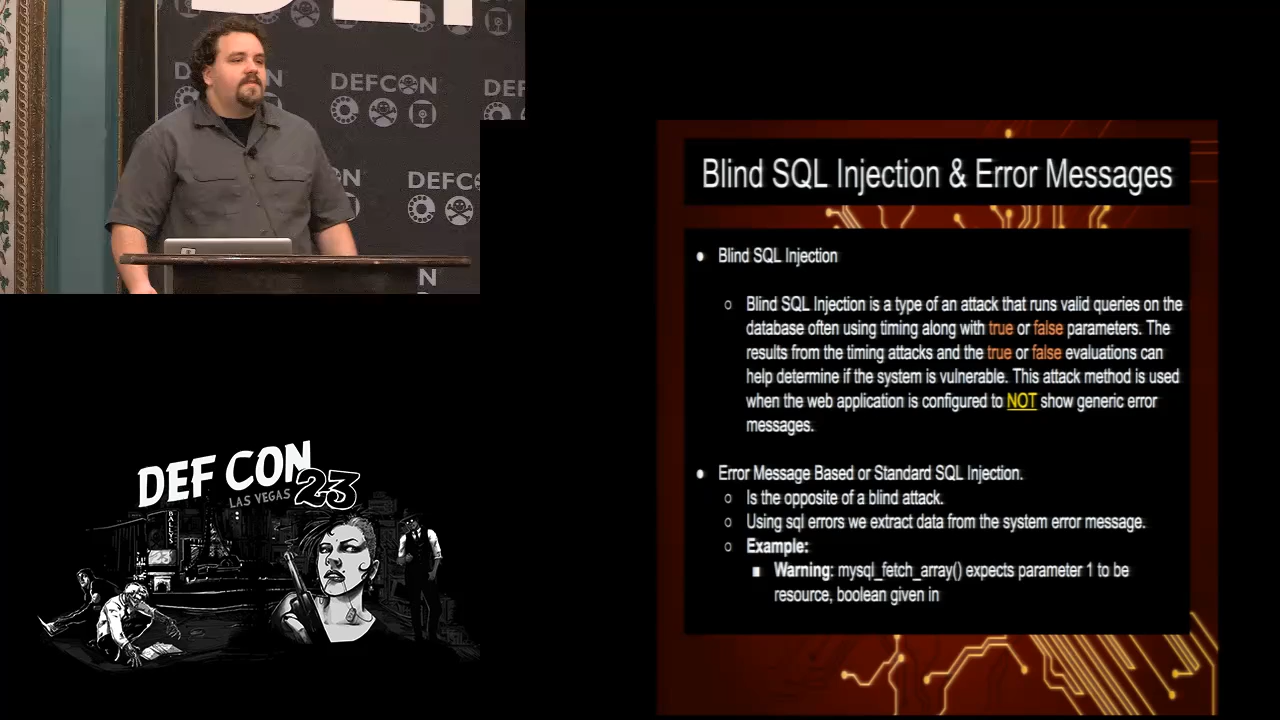 DEFCON
DEF
DEFCON
Blind SQL Injection & Error Messages
Blind SQL Injection
Blind SQL Injection is a type of an attack that runs valid queries on the
database often using timing along with true or false parameters. The
results from the timing attacks and the true or false evaluations can
help determine if the system is vulnerable. This attack method is used
when the web application is configured to NOT show generic error
messages.
Error Message Based or Standard SQL Injection.
Is the opposite of a blind attack.
Using sql errors we extract data from the system error message.
Example:
Warning: mysql_fetch_array() expects parameter 1 to be
resource, boolean given in
DEF CON
LAS VEGAS 23
BALLYS